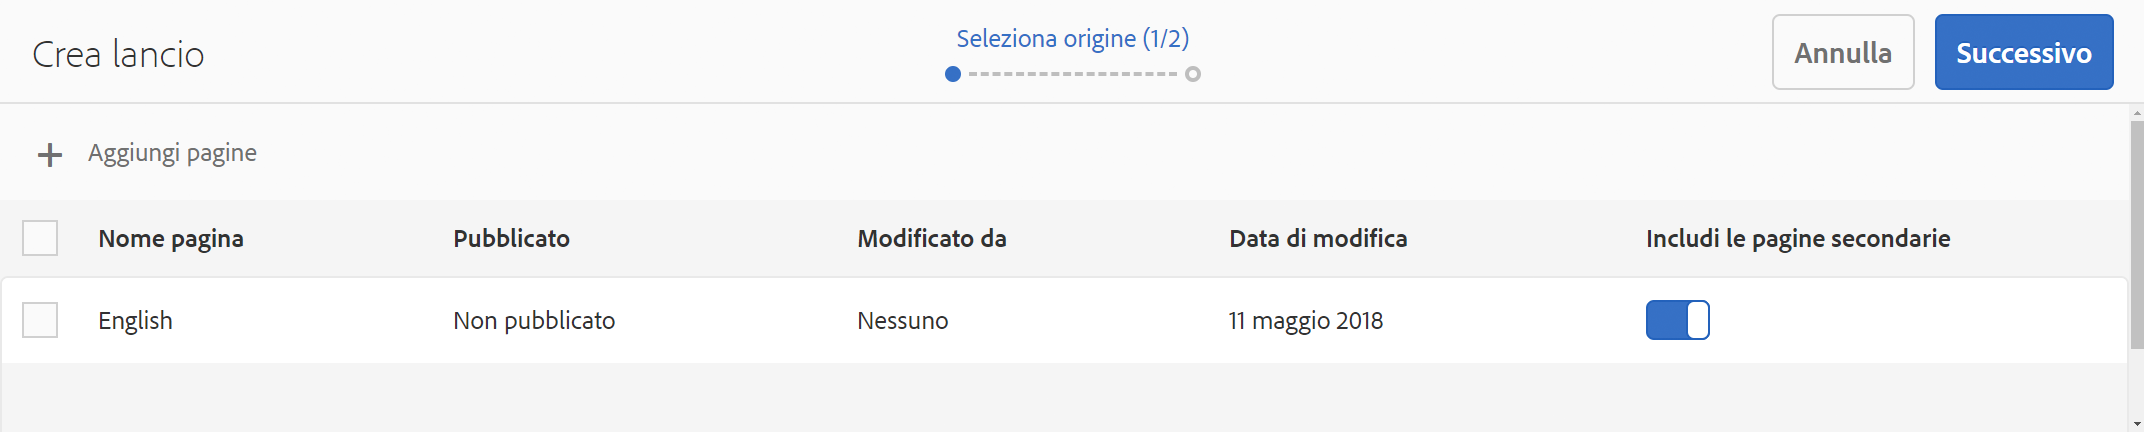 Crea lancio
Seleziona origine (1/2)
Annulla
Successivo
Aggiungi pagine
Nome pagina Pubblicato Modificato da Data di modifica Includi le pagine secondarie
English Non pubblicato Nessuno 11 maggio 2018